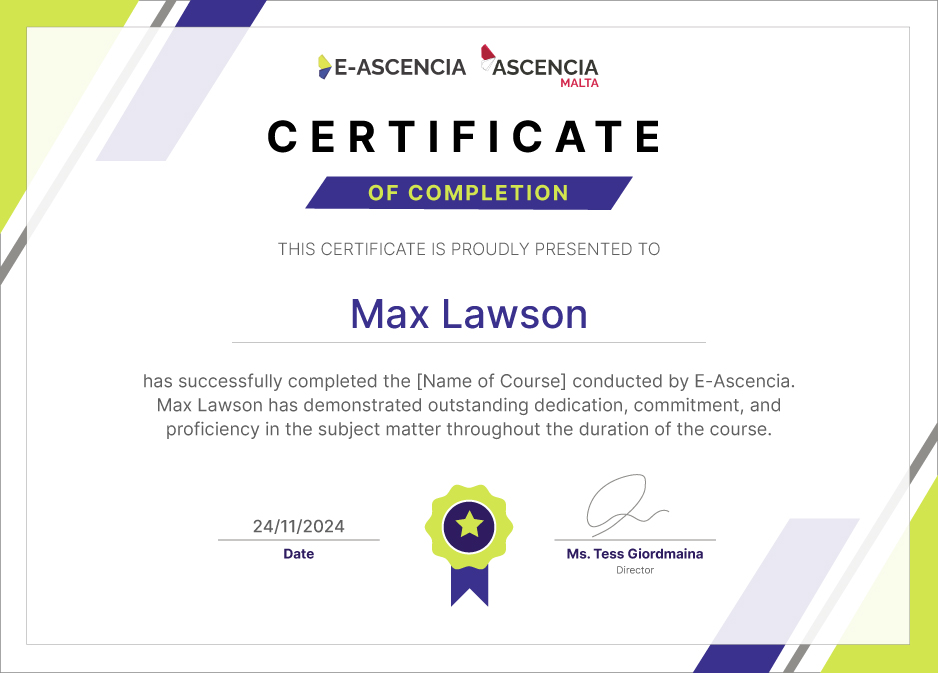 E-ASCENCIA ASCENCIA
MALTA
CERTIFICATE
OF COMPLETION
THIS CERTIFICATE IS PROUDLY PRESENTED TO
Max Lawson
has successfully completed the [Name of Course] conducted by E-Ascencia.
Max Lawson has demonstrated outstanding dedication, commitment, and
proficiency in the subject matter throughout the duration of the course.
24/11/2024
Date
Ms. Tess Giordmaina
Director